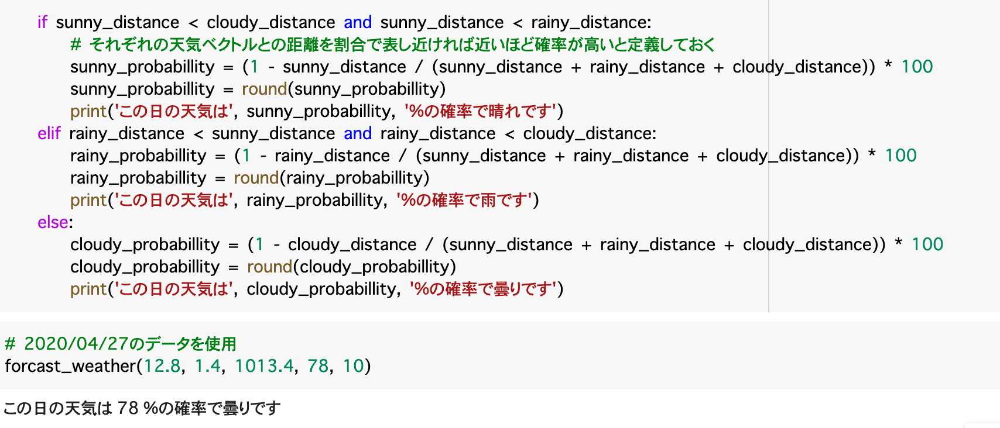 if sunny_distance < cloudy_distance and sunny_distance < rainy_distance:
# それぞれの天気ベクトルとの距離を割合で表し近ければ近いほど確率が高いと定義しておく
sunny_probabillity = (1 - sunny_distance / (sunny_distance + rainy_distance + cloudy_distance)) * 100
sunny_probabillity = round(sunny_probabillity)
print('この日の天気は', sunny_probabillity, '%の確率で晴れです')
elif rainy_distance < sunny_distance and rainy_distance < cloudy_distance:
rainy_probabillity = (1 - rainy_distance / (sunny_distance + rainy_distance + cloudy_distance)) * 100
rainy_probabillity = round(rainy_probabillity)
print('この日の天気は', rainy_probabillity, '%の確率で雨です')
else:
cloudy_probabillity = (1 - cloudy_distance / (sunny_distance + rainy_distance + cloudy_distance)) * 100
cloudy_probabillity = round(cloudy_probabillity)
print('この日の天気は', cloudy_probabillity, '%の確率で曇りです')
# 2020/04/27のデータを使用
forcast_weather(12.8, 1.4, 1013.4, 78, 10)
この日の天気は 78 %の確率で曇りです